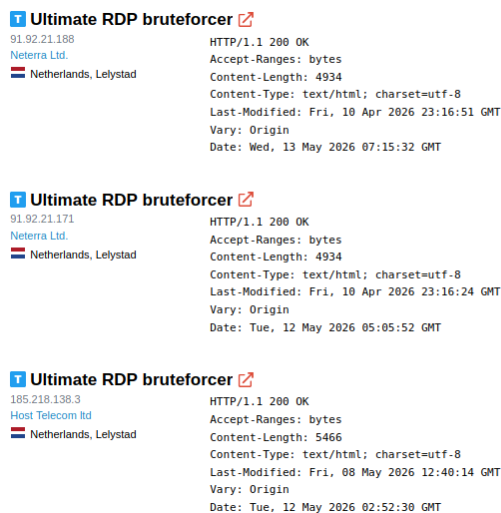 T Ultimate RDP bruteforcer
91.92.21.188
Neterra Ltd.
Netherlands, Lelystad
HTTP/1.1 200 OK
Accept-Ranges: bytes
Content-Length: 4934
Content-Type: text/html; charset=utf-8
Last-Modified: Fri, 10 Apr 2026 23:16:51 GMT
Vary: Origin
Date: Wed, 13 May 2026 07:15:32 GMT
T Ultimate RDP bruteforcer
91.92.21.171
Neterra Ltd.
Netherlands, Lelystad
HTTP/1.1 200 OK
Accept-Ranges: bytes
Content-Length: 4934
Content-Type: text/html; charset=utf-8
Last-Modified: Fri, 10 Apr 2026 23:16:24 GMT
Vary: Origin
Date: Tue, 12 May 2026 05:05:52 GMT
T Ultimate RDP bruteforcer
185.218.138.3
Host Telecom ltd
Netherlands, Lelystad
HTTP/1.1 200 OK
Accept-Ranges: bytes
Content-Length: 5466
Content-Type: text/html; charset=utf-8
Last-Modified: Fri, 08 May 2026 12:40:14 GMT
Vary: Origin
Date: Tue, 12 May 2026 02:52:30 GMT